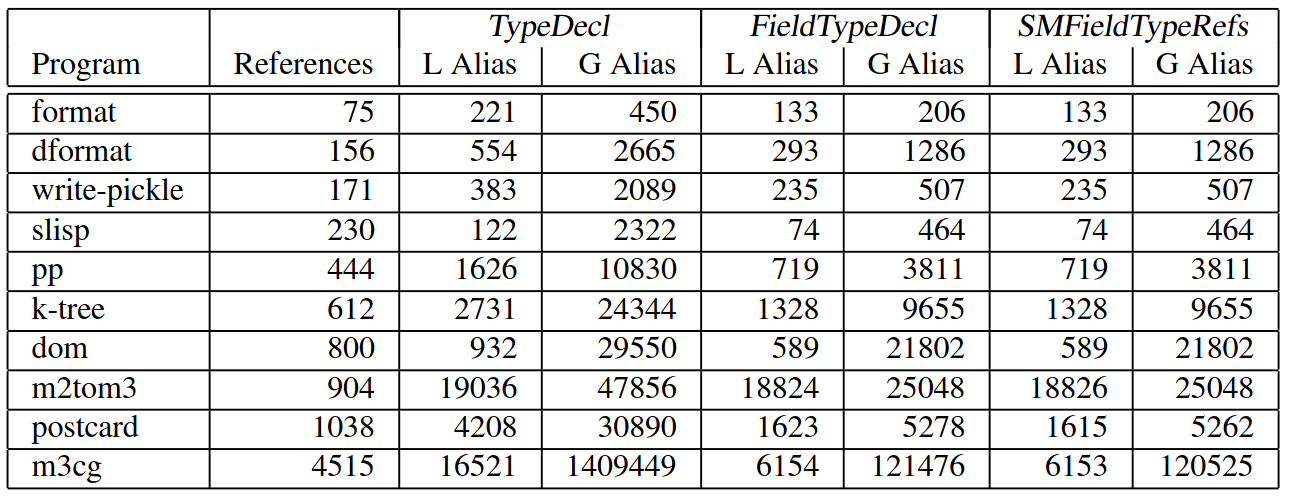 TypeDecl FieldTypeDecl SMFieldTypeRefs
Program References L Alias G Alias L Alias G Alias L Alias G Alias
format 75 221 450 133 206 133 206
dformat 156 554 2665 293 1286 293 1286
write-pickle 171 383 2089 235 507 235 507
slisp 230 122 2322 74 464 74 464
pp 444 1626 10830 719 3811 719 3811
k-tree 612 2731 24344 1328 9655 1328 9655
dom 800 932 29550 589 21802 589 21802
m2tom3 904 19036 47856 18824 25048 18826 25048
postcard 1038 4208 30890 1623 5278 1615 5262
m3cg 4515 16521 1409449 6154 121476 6153 120525